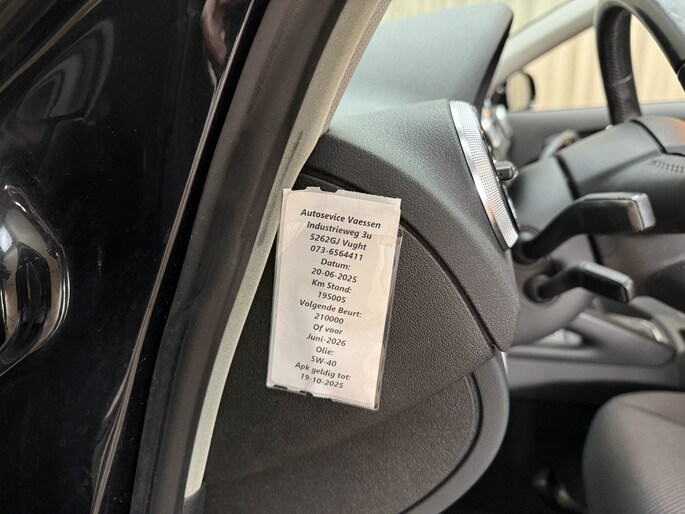 Autosevice Vaessen
Industrieweg 3u
5262GJ Vught
073-6564411
Datum:
20-06-2025
Km Stand:
195005
Volgende Beurt:
210000
Of voor
Juni-2026
Olie:
5W-40
Apk geldig tot:
19-10-2025